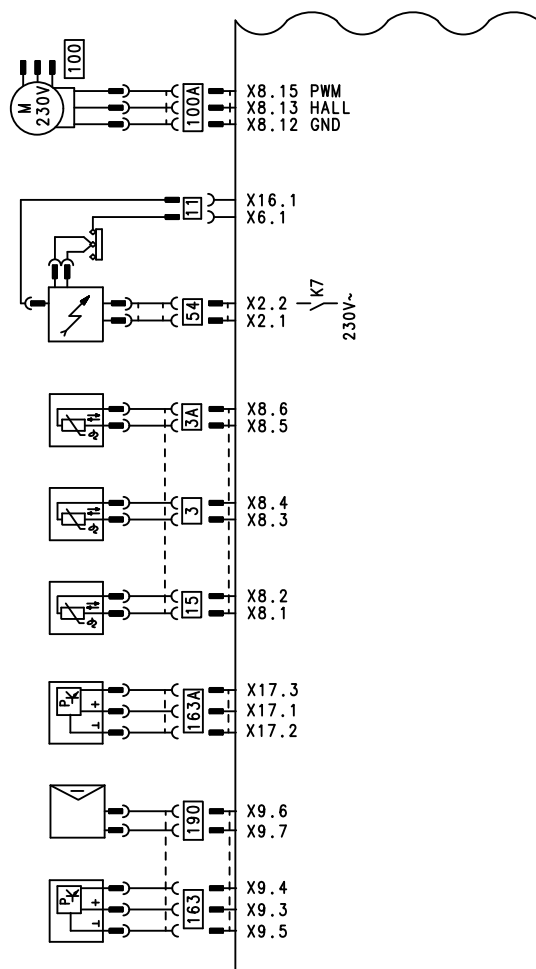 100
M
230V
100A
X8.15 PWM
X8.13 HALL
X8.12 GND
11
X16.1
X6.1
54
X2.2
X2.1
K7
230V~
3A
X8.6
X8.5
3
X8.4
X8.3
15
X8.2
X8.1
P
+
⊥
163A
X17.3
X17.1
X17.2
190
X9.6
X9.7
P
+
⊥
163
X9.4
X9.3
X9.5